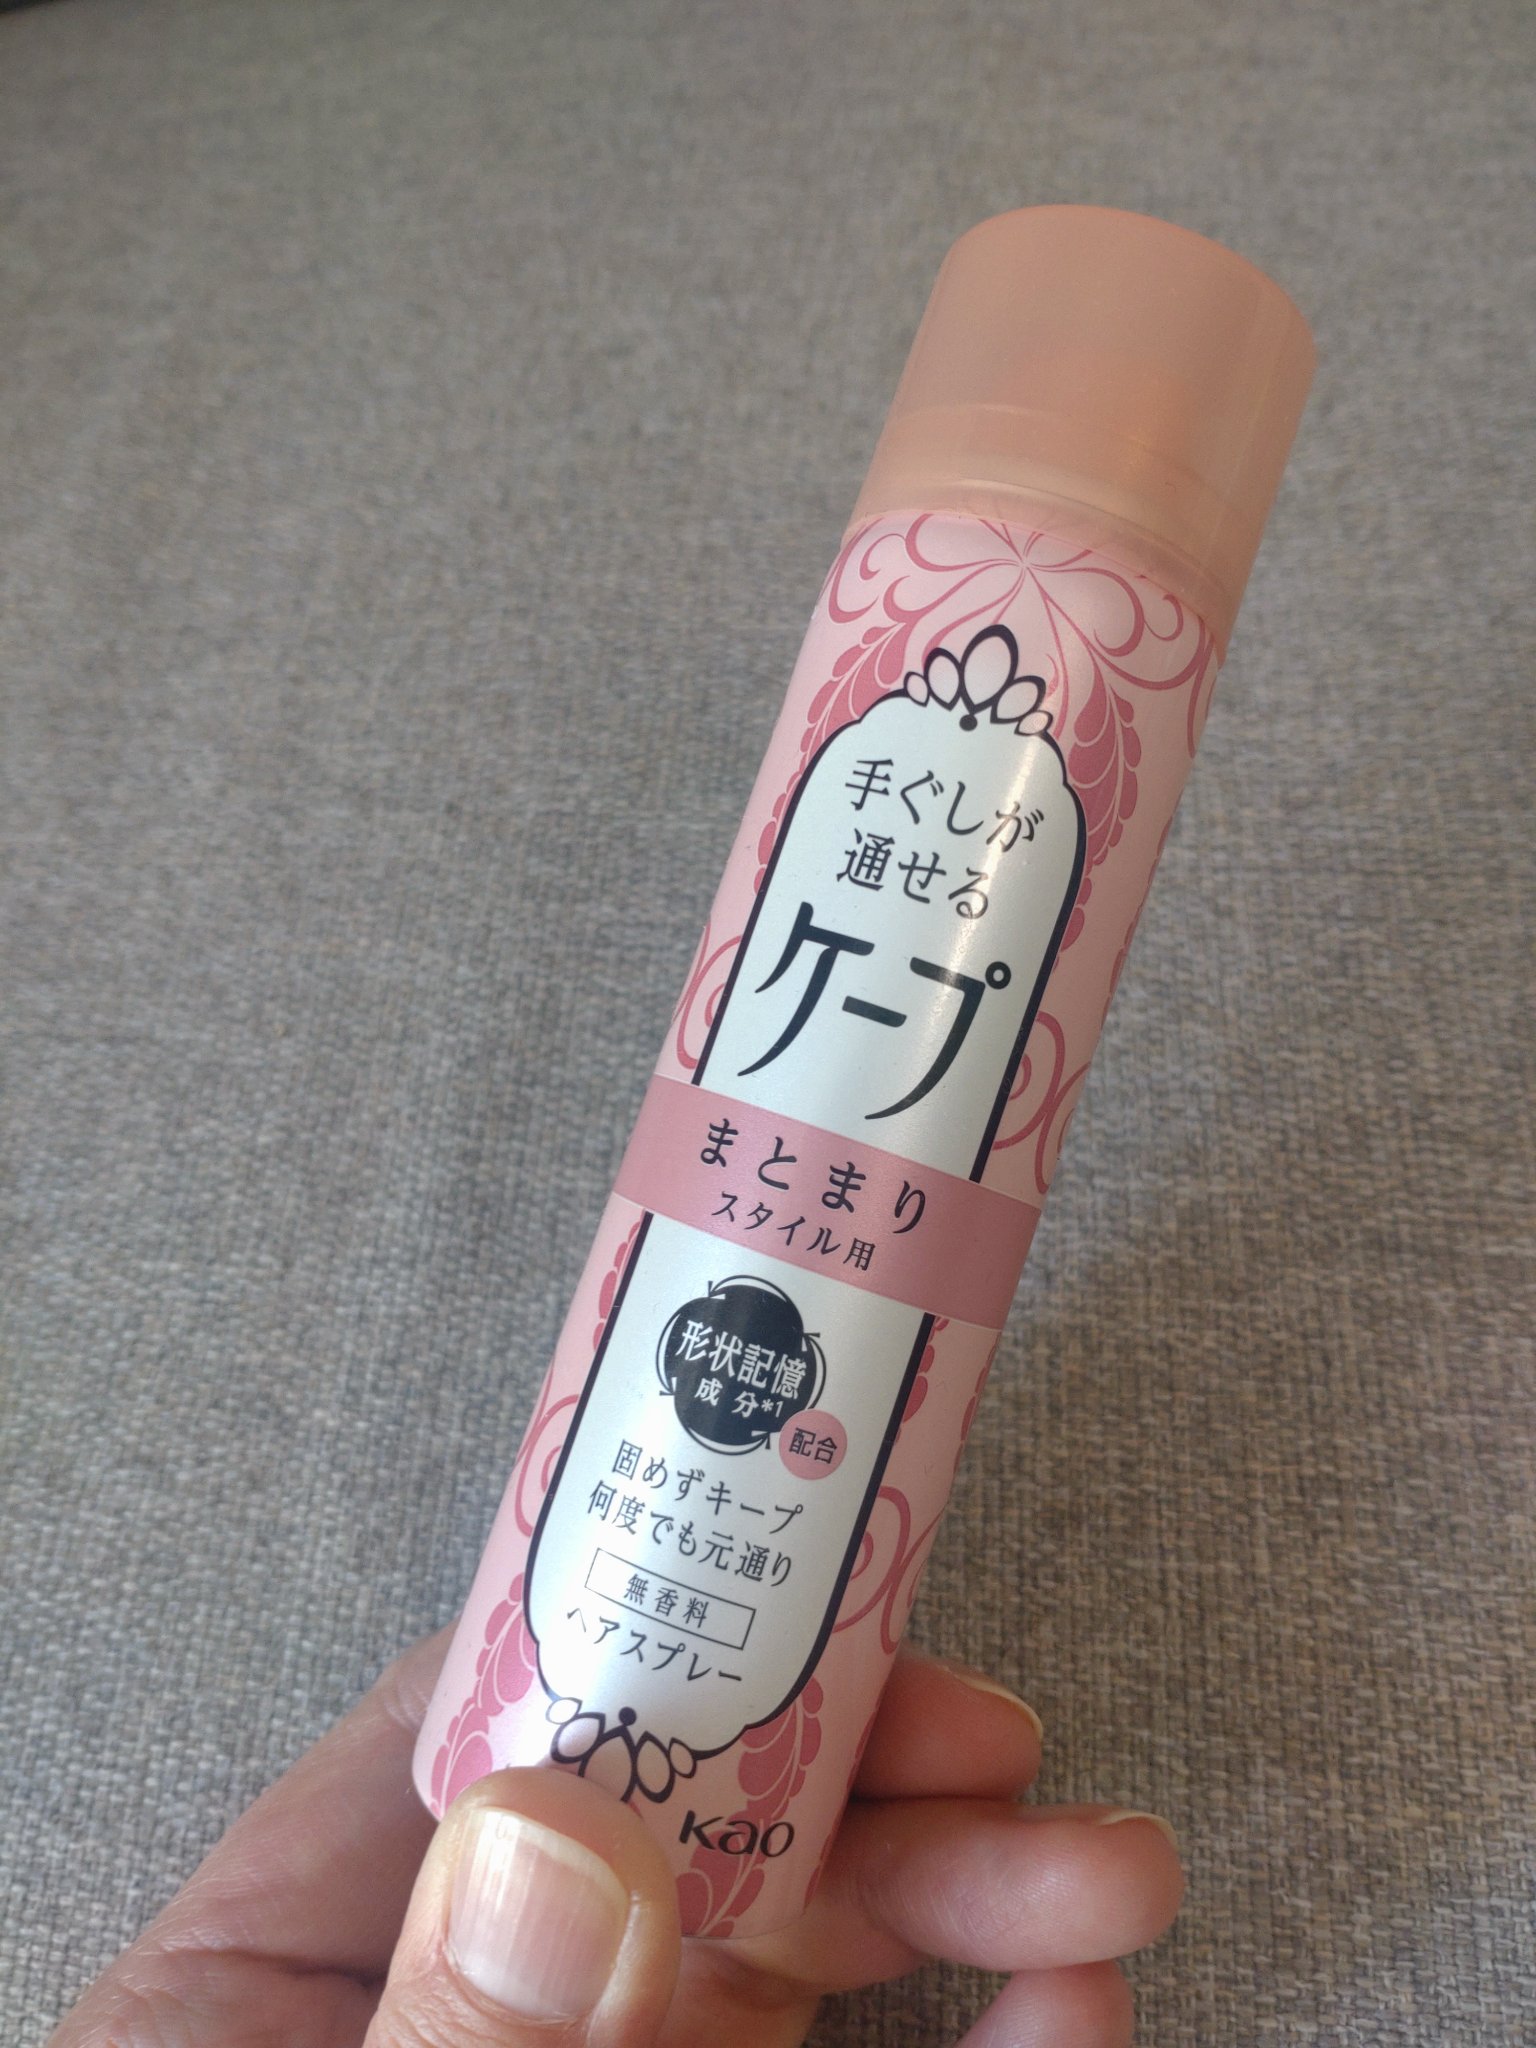 手ぐしが
通せる
ケープ
まとまり
スタイル用
形状記憶
成分*1
配合
固めずキープ
何度でも元通り
無香料
ヘアスプレー
Kao